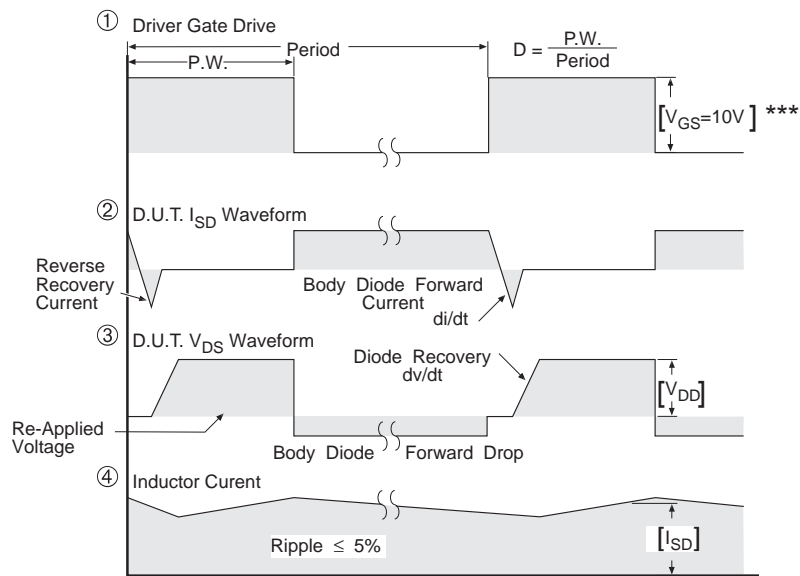 ① Driver Gate Drive
P.W.
Period
D = P.W. / Period
[VGS=10V] ***
② D.U.T. ISD Waveform
Reverse
Recovery
Current
Body Diode Forward
Current
di/dt
③ D.U.T. VDS Waveform
Diode Recovery
dv/dt
[VDD]
Re-Applied
Voltage
Body Diode Forward Drop
④ Inductor Curent
Ripple ≤ 5%
[ISD]